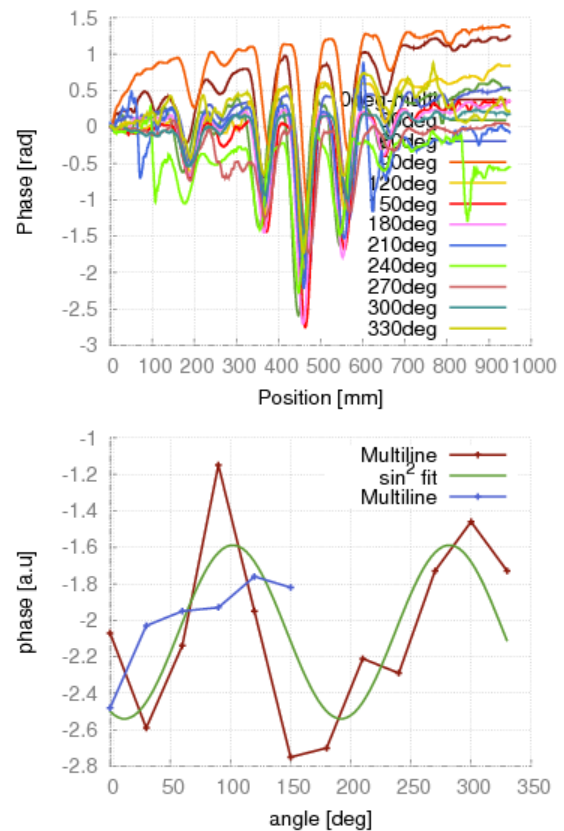 1.5
1
0.5
0
-0.5
-1
-1.5
-2
-2.5
-3
Phase [rad]
60deg
120deg
50deg
180deg
210deg
240deg
270deg
300deg
330deg
0 100 200 300 400 500 600 700 800 900 1000
Position [mm]
-1
-1.2
-1.4
-1.6
-1.8
-2
-2.2
-2.4
-2.6
-2.8
phase [a.u]
Multiline
sin² fit
Multiline
0 50 100 150 200 250 300 350
angle [deg]